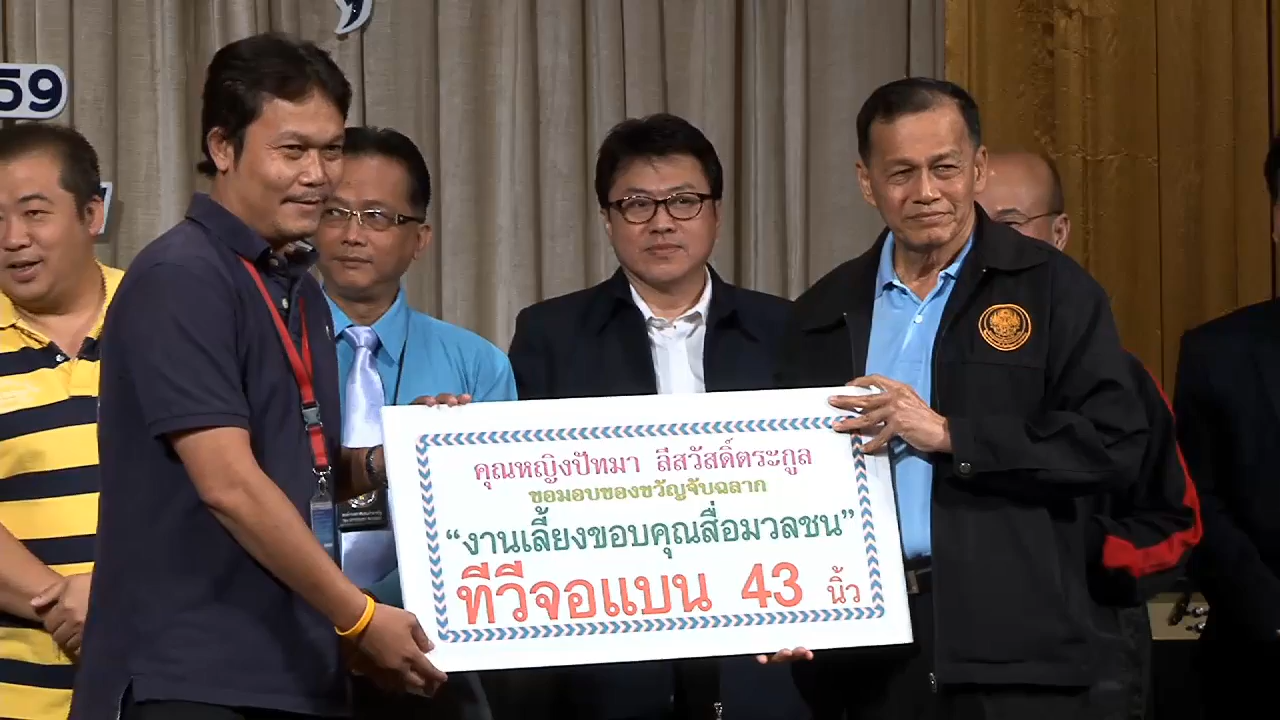 59
คุณหญิงปัทมา ลีสวัสดิ์ตระกูล
ขอมอบของขวัญจับฉลาก
“งานเลี้ยงขอบคุณสื่อมวลชน”
ทีวีจอแบน 43 นิ้ว